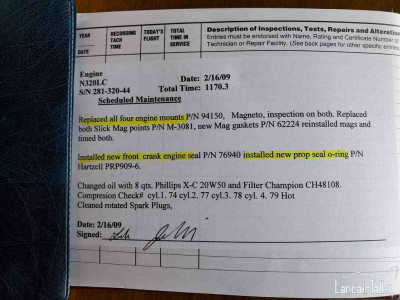 YEAR
DATE
RECORDING TACH TIME
TODAY'S FLIGHT
TOTAL TIME IN SERVICE
Description of Inspections, Tests, Repairs and Alteration
Entries must be endorsed with Name, Rating and Certificate Number
Technician or Repair Facility. (See back pages for other specific entries
Engine
N320LC Date: 2/16/09
S/N 281-320-44 Total Time: 1170.3
Scheduled Maintenance
Replaced all four engine mounts P/N 94150, Magneto, inspection on both. Replaced
both Slick Mag points P/N M-3081, new Mag gaskets P/N 62224 reinstalled mags and
timed both.
Installed new front crank engine seal P/N 76940 installed new prop seal o-ring P/N
Hartzell PRP909-6.
Changed oil with 8 qts. Phillips X-C 20W50 and Filter Champion CH48108.
Compresion Check# cyl.1. 74 cyl.2. 77 cyl.3. 78 cyl. 4. 79 Hot
Cleaned rotated Spark Plugs,
Date: 2/16/09
Signed:
LancairTalk